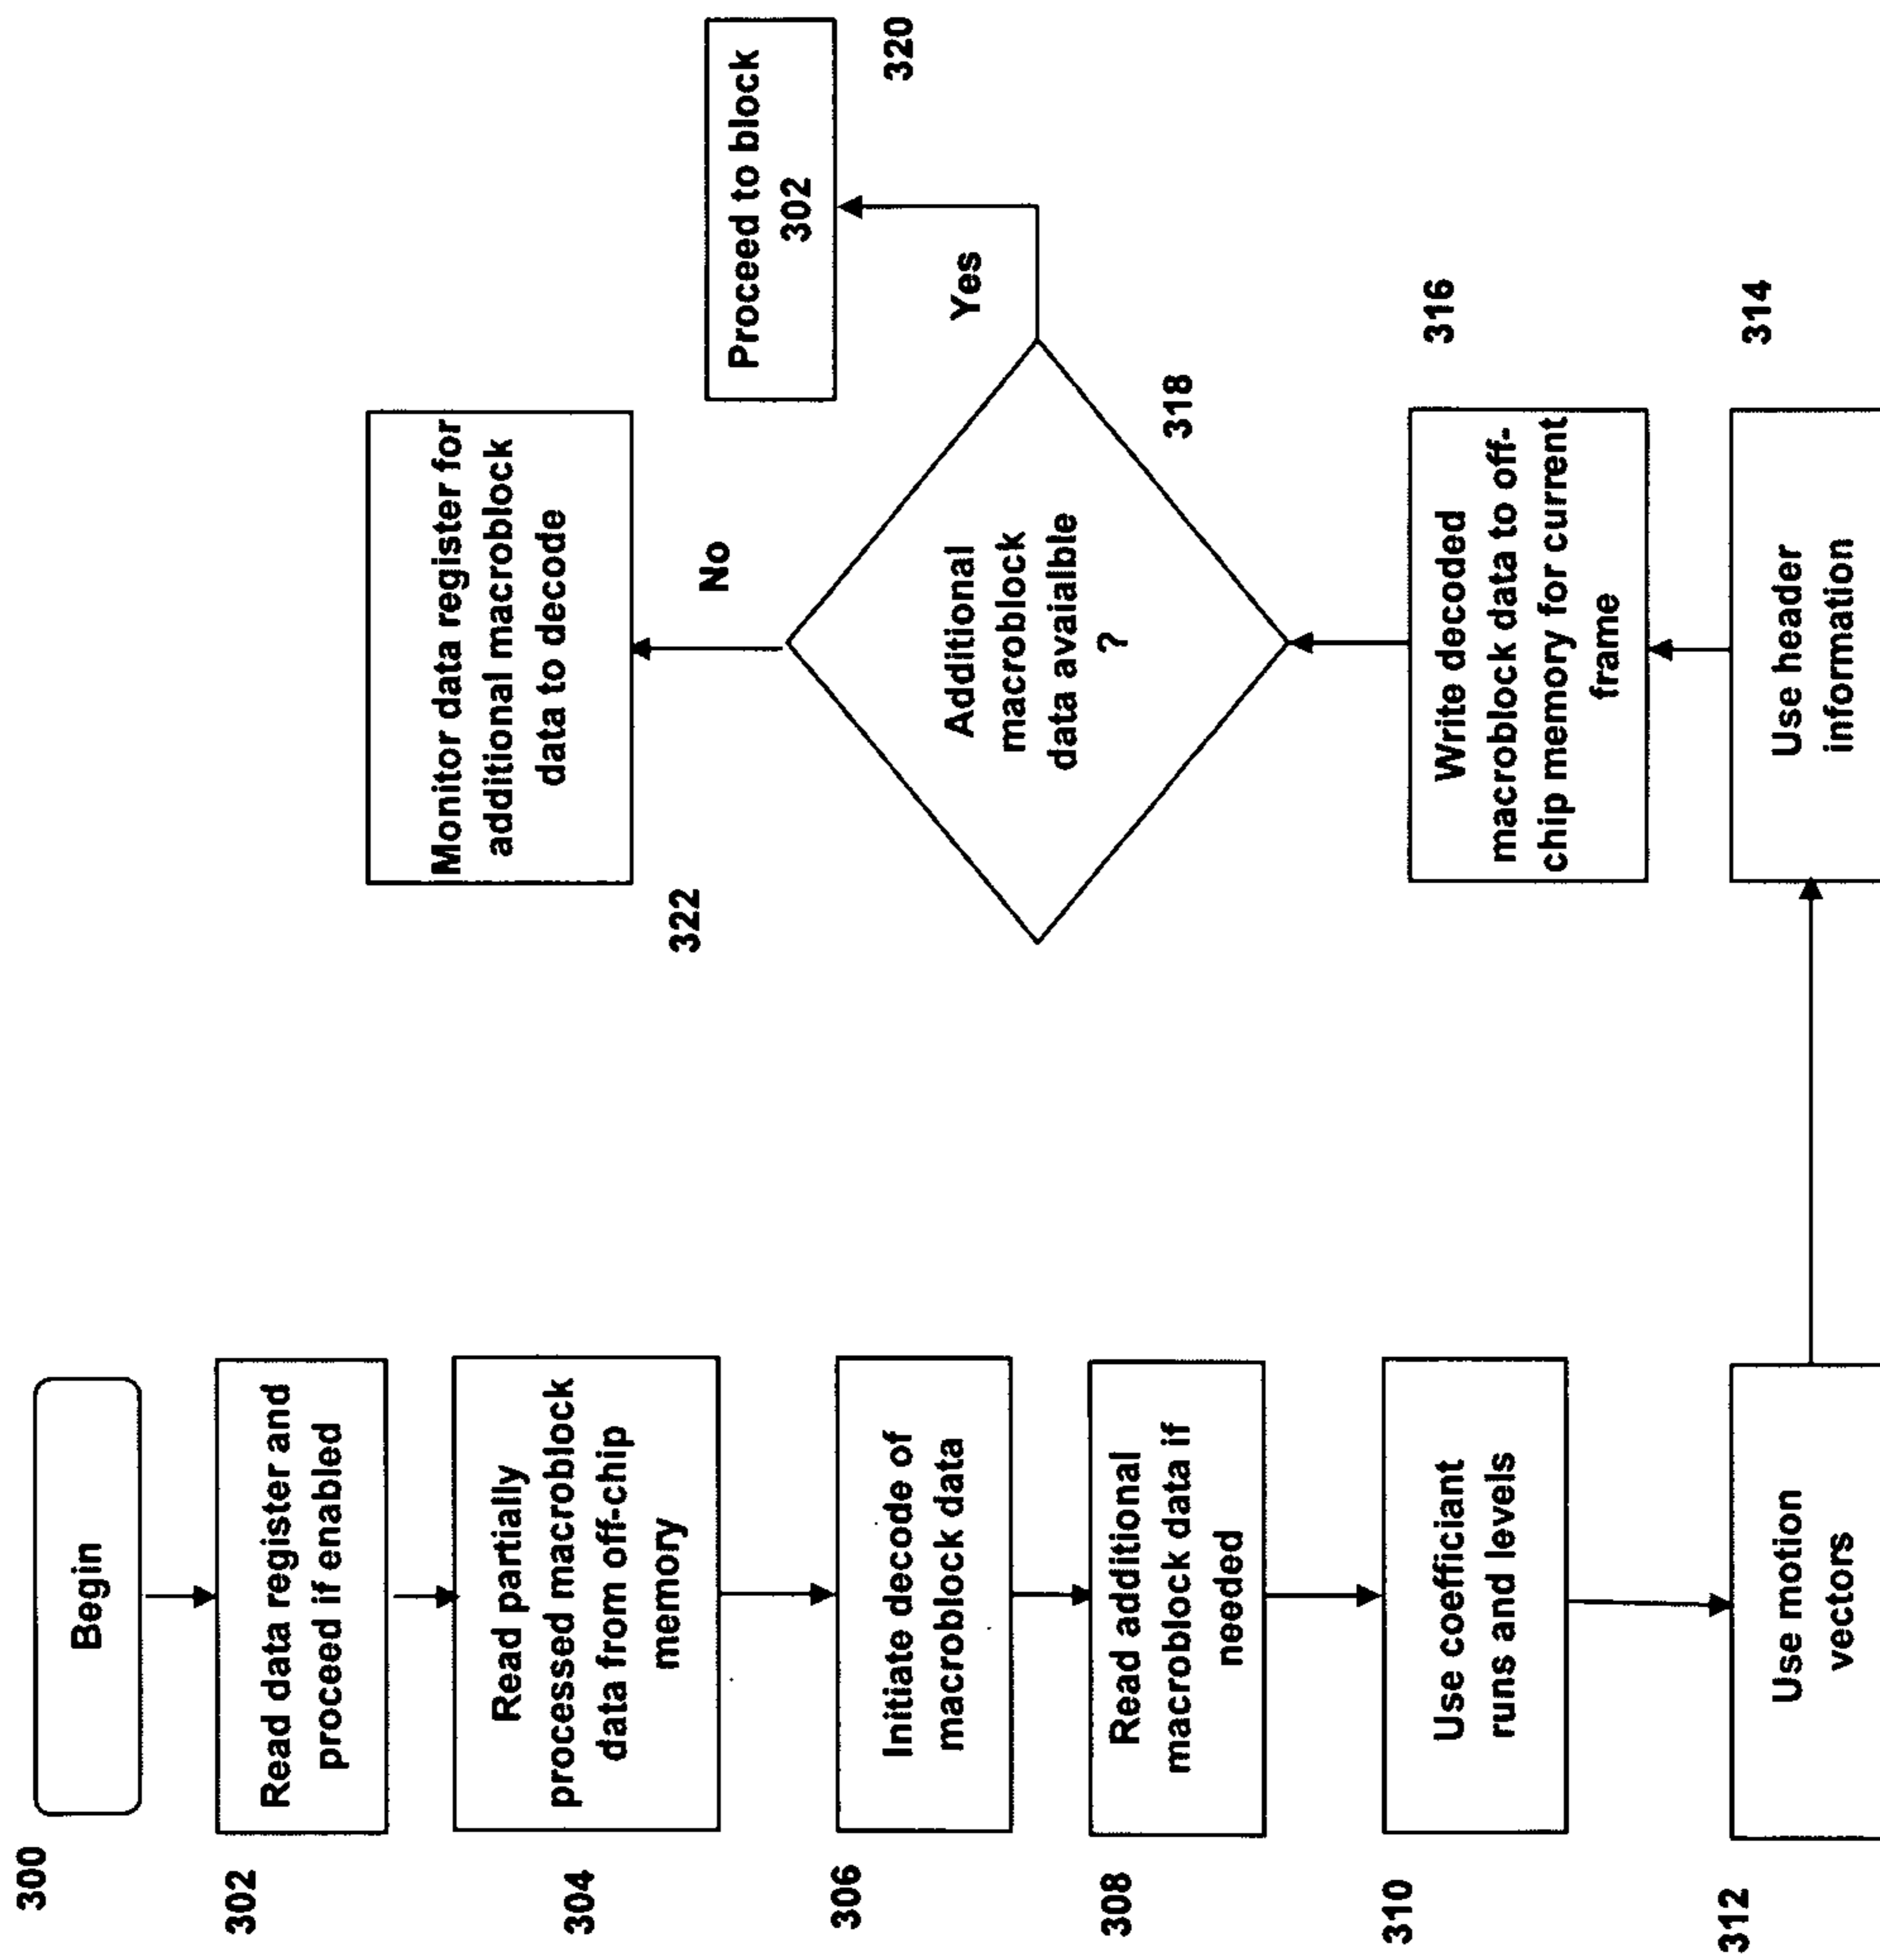 300
Begin
302
Read data register and
proceed if enabled
304
Read partially
processed macroblock
data from off-chip
memory
306
Initiate decode of
macroblock data
308
Read additional
macroblock data if
needed
310
Use coefficiant
runs and levels
312
Use motion
vectors
314
Use header
information
316
Write decoded
macroblock data to off-
chip memory for current
frame
318
Additional
macroblock
data avaialble
?
Yes
No
320
Proceed to block
302
322
Monitor data register for
additional macroblock
data to decode